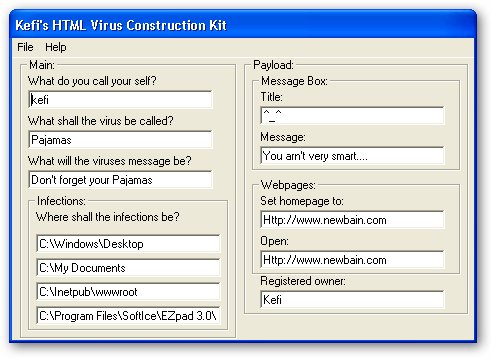 Kefi's HTML Virus Construction Kit
File Help
Main:
What do you call your self?
kefi
What shall the virus be called?
Pajamas
What will the viruses message be?
Don't forget your Pajamas
Infections:
Where shall the infections be?
C:\Windows\Desktop
C:\My Documents
C:\Inetpub\wwwroot
C:\Program Files\SoftIce\EZpad 3.0\
Payload:
Message Box:
Title:
^_^
Message:
You arn't very smart....
Webpages:
Set homepage to:
Http://www.newbain.com
Open:
Http://www.newbain.com
Registered owner:
Kefi